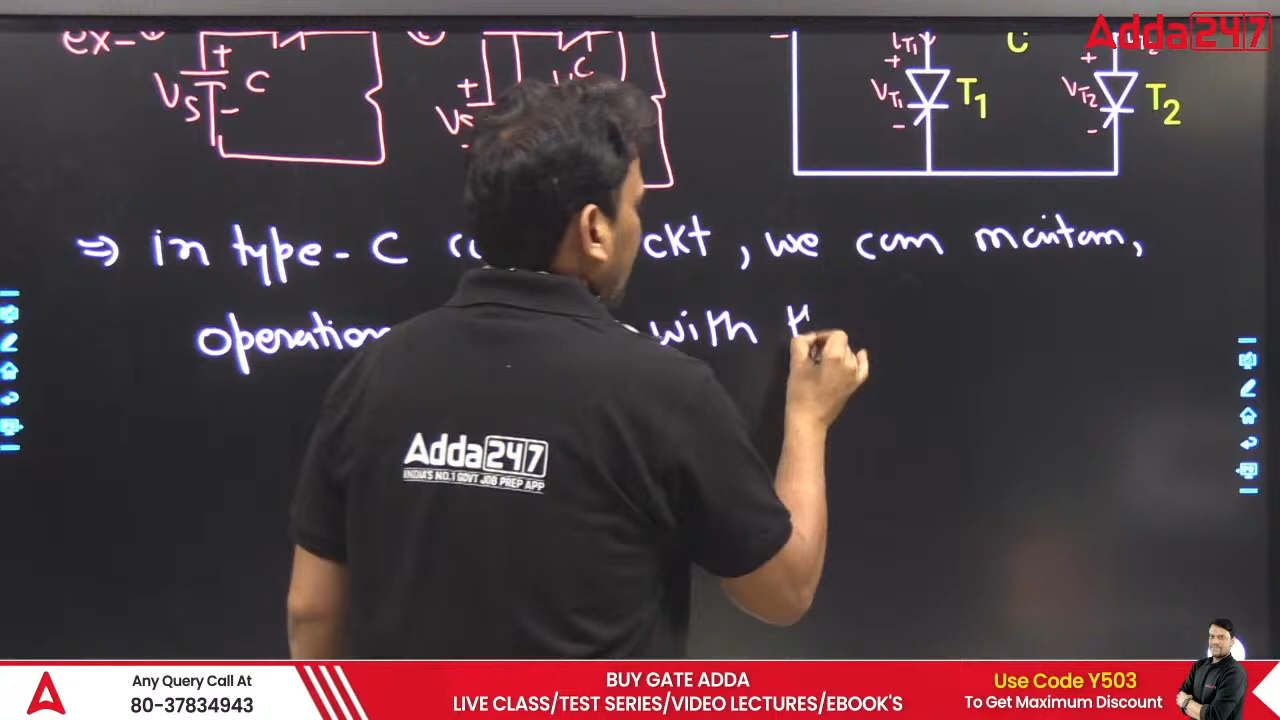 Adda247
ex-①
+
Vs
C
-
+
C
+
VT1
-
T1
C
+
VT2
-
T2
⇒ in type-C ckt, we can maintain,
operation with
Adda247
INDIA'S NO.1 GOVT JOB PREP APP
Any Query Call At
80-37834943
BUY GATE ADDA
LIVE CLASS/TEST SERIES/VIDEO LECTURES/EBOOK'S
Use Code Y503
To Get Maximum Discount